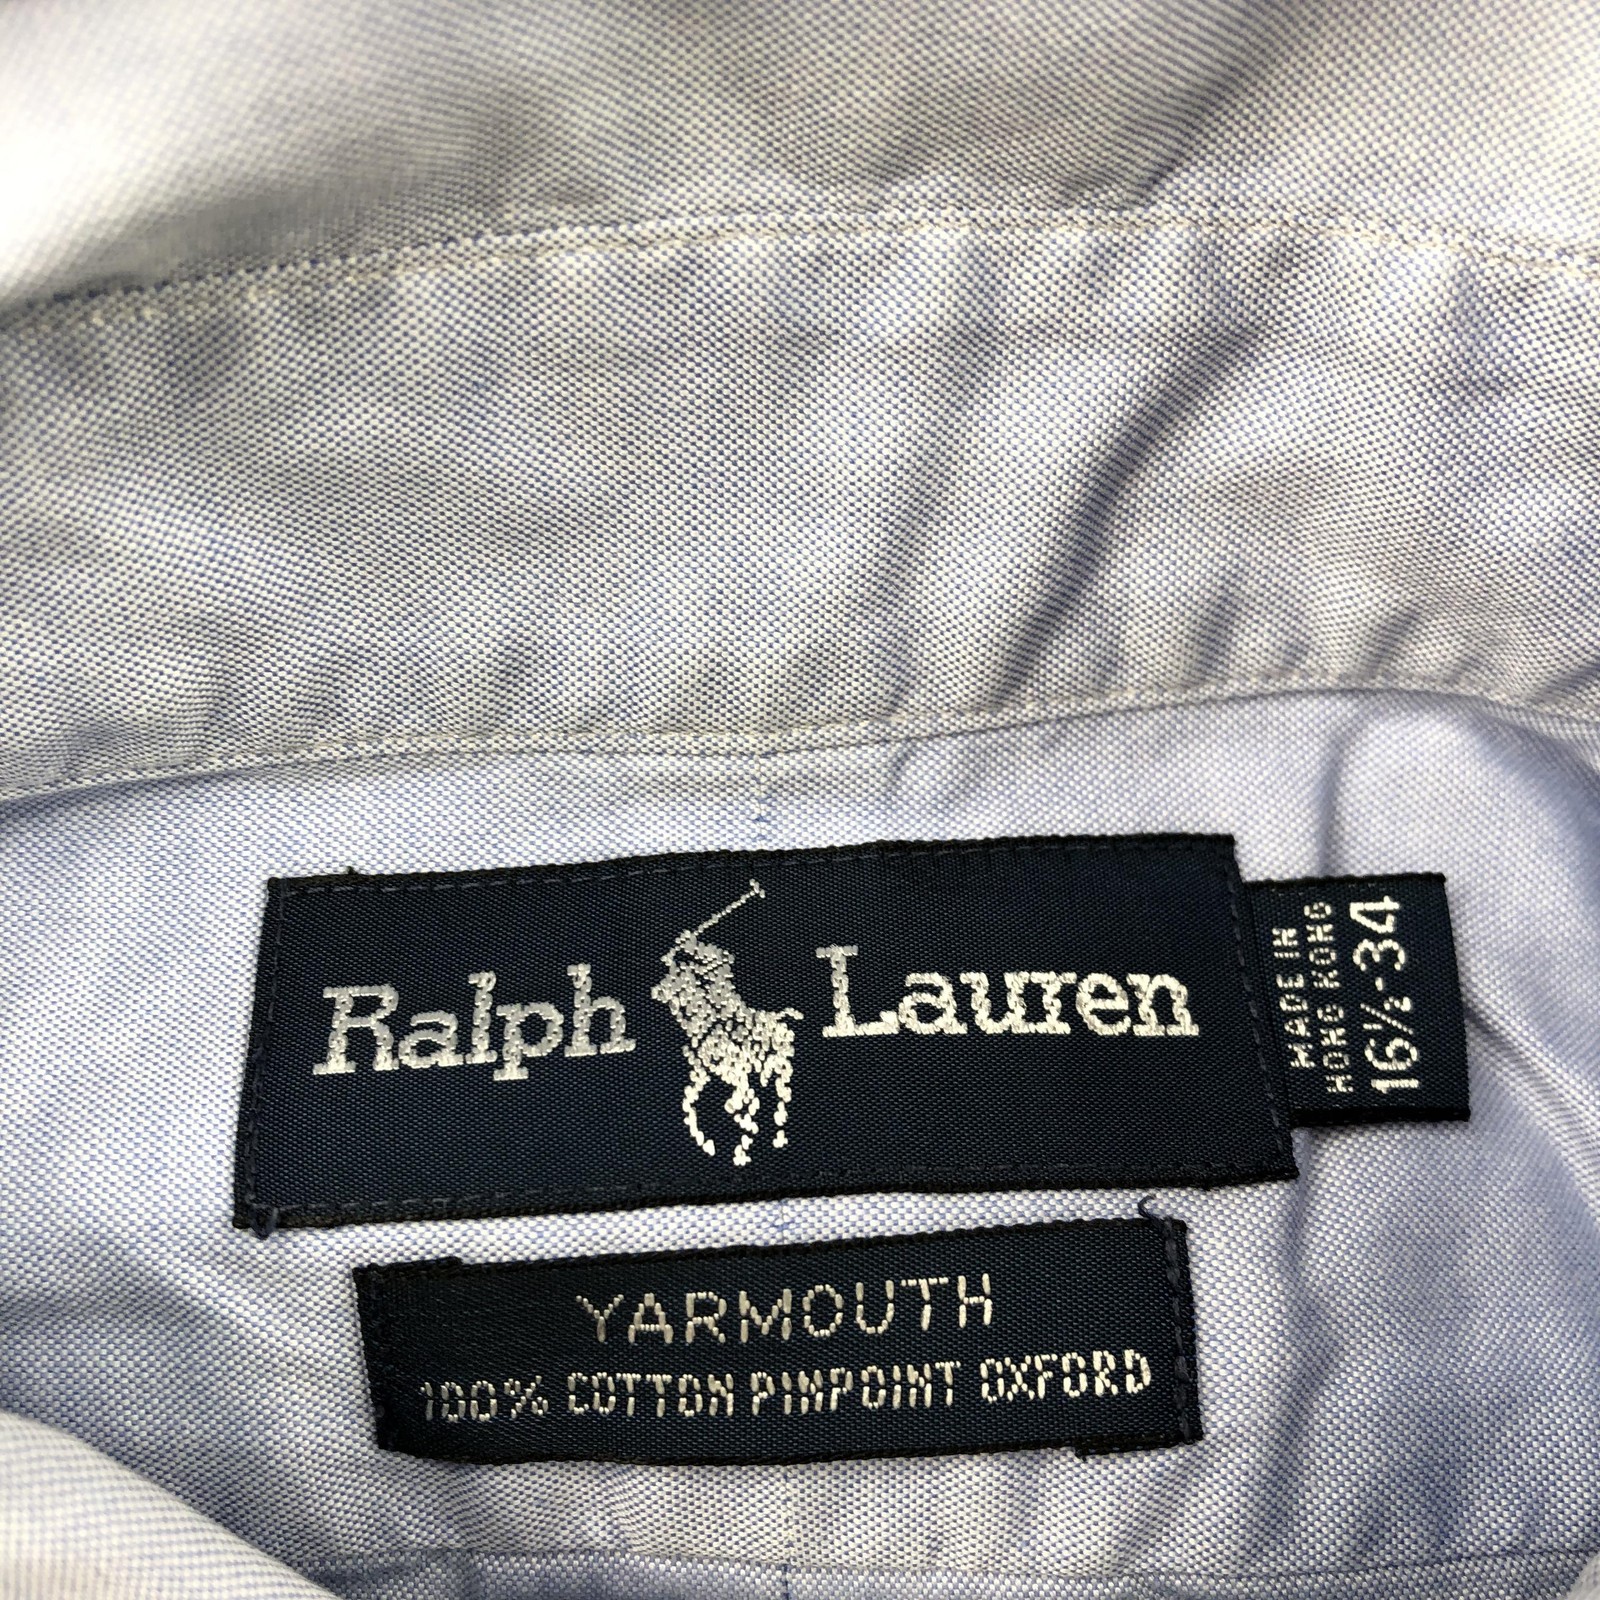 Ralph Lauren
MADE IN
HONG KONG
16½-34
YARMOUTH
100% COTTON PINPOINT OXFORD